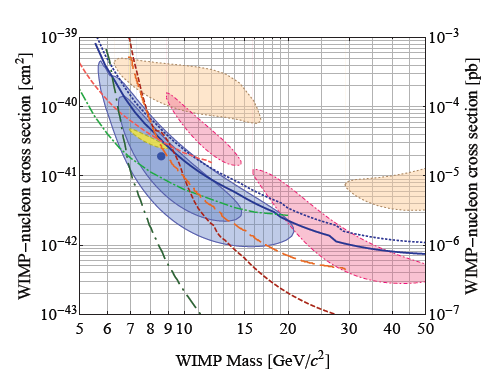 10−39
10−40
10−41
10−42
10−43
WIMP−nucleon cross section [cm2]
10−3
10−4
10−5
10−6
10−7
WIMP−nucleon cross section [pb]
5 6 7 8 9 10 15 20 30 40 50
WIMP Mass [GeV/c2]